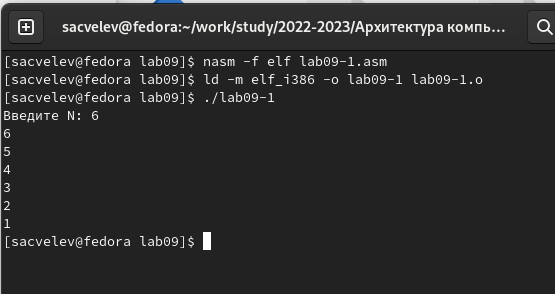 sacvelev@fedora:~/work/study/2022-2023/Архитектура компь...
[sacvelev@fedora lab09]$ nasm -f elf lab09-1.asm
[sacvelev@fedora lab09]$ ld -m elf_i386 -o lab09-1 lab09-1.o
[sacvelev@fedora lab09]$ ./lab09-1
Введите N: 6
6
5
4
3
2
1
[sacvelev@fedora lab09]$